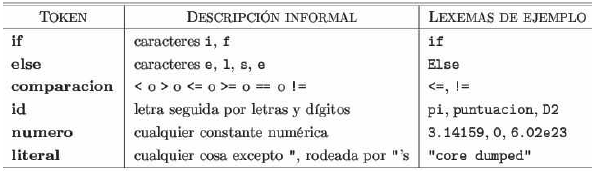 TOKEN DESCRIPCIÓN INFORMAL LEXEMAS DE EJEMPLO
if caracteres i, f if
else caracteres e, l, s, e Else
comparacion < o > o <= o >= o == o != <=, !=
id letra seguida por letras y dígitos pi, puntuacion, D2
numero cualquier constante numérica 3.14159, 0, 6.02e23
literal cualquier cosa excepto ", rodeada por "'s "core dumped"